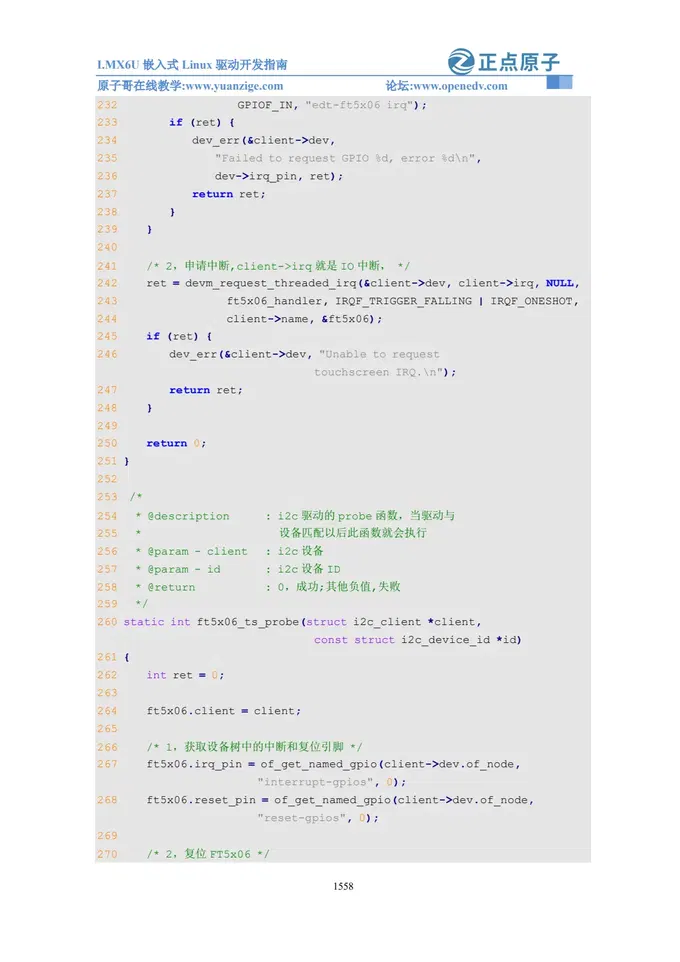 I.MX6U 嵌入式 Linux 驱动开发指南
正点原子
原子哥在线教学:www.yuanzige.com 论坛:www.openedv.com
232 GPIOF_IN, "edt-ft5x06 irq");
233 if (ret) {
234 dev_err(&client->dev,
235 "Failed to request GPIO %d, error %d\n",
236 dev->irq_pin, ret);
237 return ret;
238 }
239 }
240
241 /* 2，申请中断,client->irq 就是 IO 中断， */
242 ret = devm_request_threaded_irq(&client->dev, client->irq, NULL,
243 ft5x06_handler, IRQF_TRIGGER_FALLING | IRQF_ONESHOT,
244 client->name, &ft5x06);
245 if (ret) {
246 dev_err(&client->dev, "Unable to request
touchscreen IRQ.\n");
247 return ret;
248 }
249
250 return 0;
251 }
252
253 /*
254 * @description : i2c 驱动的 probe 函数，当驱动与
255 * 设备匹配以后此函数就会执行
256 * @param - client : i2c 设备
257 * @param - id : i2c 设备 ID
258 * @return : 0，成功;其他负值,失败
259 */
260 static int ft5x06_ts_probe(struct i2c_client *client,
const struct i2c_device_id *id)
261 {
262 int ret = 0;
263
264 ft5x06.client = client;
265
266 /* 1，获取设备树中的中断和复位引脚 */
267 ft5x06.irq_pin = of_get_named_gpio(client->dev.of_node,
"interrupt-gpios", 0);
268 ft5x06.reset_pin = of_get_named_gpio(client->dev.of_node,
"reset-gpios", 0);
269
270 /* 2，复位 FT5x06 */
1558